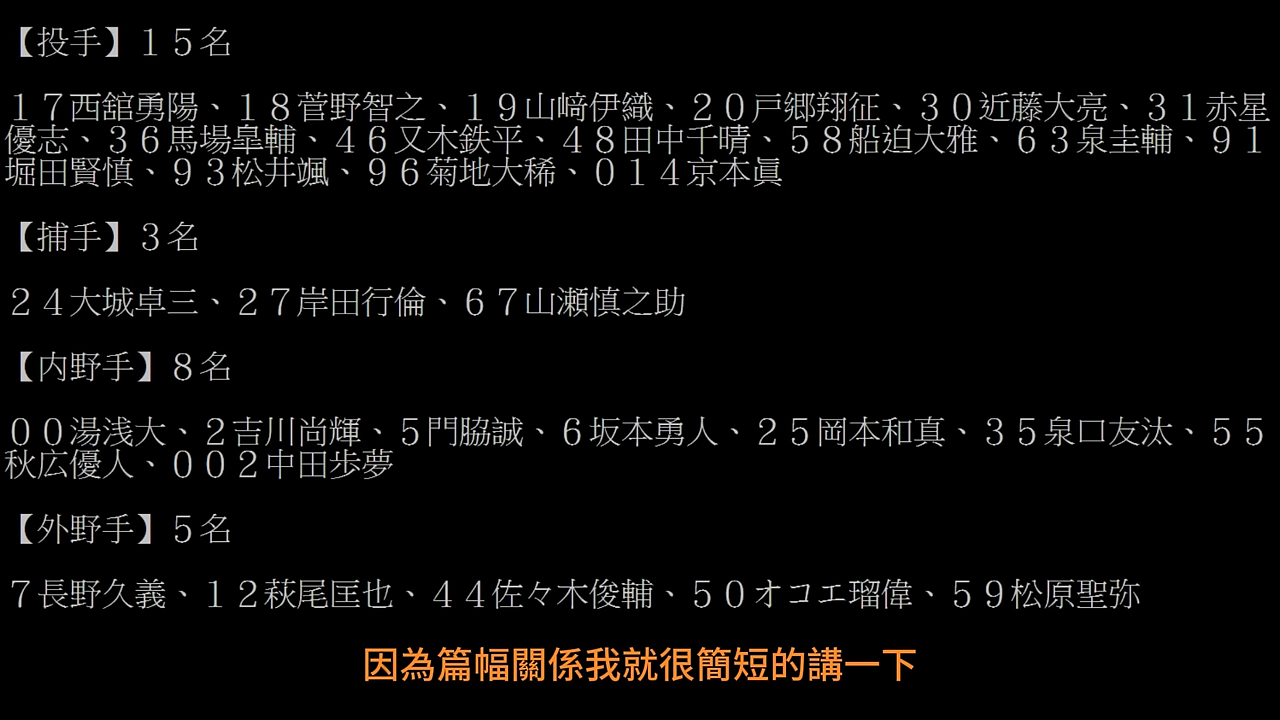 【投手】１５名
１７西舘勇陽、１８菅野智之、１９山﨑伊織、２０戸郷翔征、３０近藤大亮、３１赤星
優志、３６馬場皐輔、４６又木鉄平、４８田中千晴、５８船迫大雅、６３泉圭輔、９１
堀田賢慎、９３松井颯、９６菊地大稀、０１４京本眞
【捕手】３名
２４大城卓三、２７岸田行倫、６７山瀬慎之助
【内野手】８名
００湯浅大、２吉川尚輝、５門脇誠、６坂本勇人、２５岡本和真、３５泉口友汰、５５
秋広優人、００２中田歩夢
【外野手】５名
７長野久義、１２萩尾匡也、４４佐々木俊輔、５０オコエ瑠偉、５９松原聖弥
因為篇幅關係我就很簡短的講一下